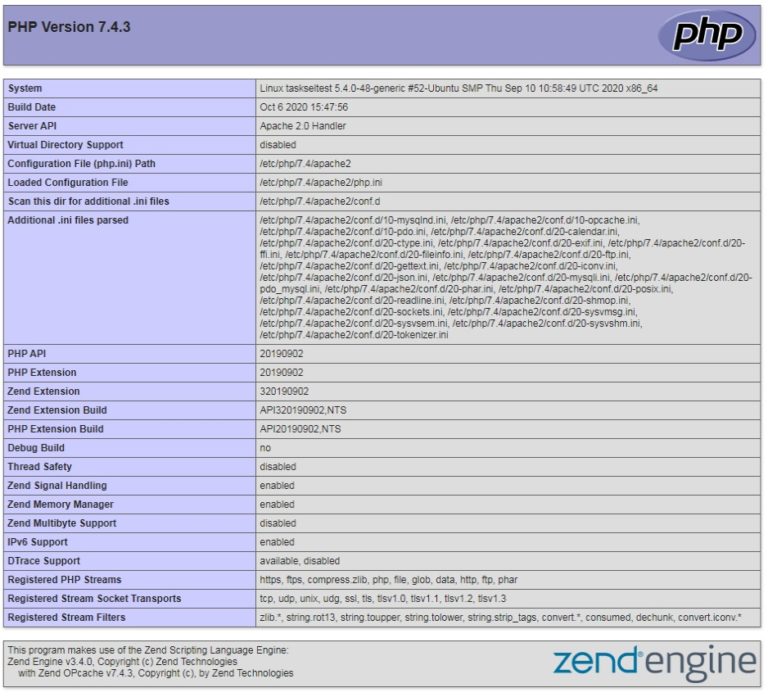 PHP Version 7.4.3
php
System Linux taskseltest 5.4.0-48-generic #52-Ubuntu SMP Thu Sep 10 10:58:49 UTC 2020 x86_64
Build Date Oct 6 2020 15:47:56
Server API Apache 2.0 Handler
Virtual Directory Support disabled
Configuration File (php.ini) Path /etc/php/7.4/apache2
Loaded Configuration File /etc/php/7.4/apache2/php.ini
Scan this dir for additional .ini files /etc/php/7.4/apache2/conf.d
Additional .ini files parsed /etc/php/7.4/apache2/conf.d/10-mysqlnd.ini, /etc/php/7.4/apache2/conf.d/10-opcache.ini,
/etc/php/7.4/apache2/conf.d/10-pdo.ini, /etc/php/7.4/apache2/conf.d/20-calendar.ini,
/etc/php/7.4/apache2/conf.d/20-ctype.ini, /etc/php/7.4/apache2/conf.d/20-exif.ini, /etc/php/7.4/apache2/conf.d/20-
ffi.ini, /etc/php/7.4/apache2/conf.d/20-fileinfo.ini, /etc/php/7.4/apache2/conf.d/20-ftp.ini,
/etc/php/7.4/apache2/conf.d/20-gettext.ini, /etc/php/7.4/apache2/conf.d/20-iconv.ini,
/etc/php/7.4/apache2/conf.d/20-json.ini, /etc/php/7.4/apache2/conf.d/20-mysqli.ini, /etc/php/7.4/apache2/conf.d/20-
pdo_mysql.ini, /etc/php/7.4/apache2/conf.d/20-phar.ini, /etc/php/7.4/apache2/conf.d/20-posix.ini,
/etc/php/7.4/apache2/conf.d/20-readline.ini, /etc/php/7.4/apache2/conf.d/20-shmop.ini,
/etc/php/7.4/apache2/conf.d/20-sockets.ini, /etc/php/7.4/apache2/conf.d/20-sysvmsg.ini,
/etc/php/7.4/apache2/conf.d/20-sysvsem.ini, /etc/php/7.4/apache2/conf.d/20-sysvshm.ini,
/etc/php/7.4/apache2/conf.d/20-tokenizer.ini
PHP API 20190902
PHP Extension 20190902
Zend Extension 320190902
Zend Extension Build API320190902,NTS
PHP Extension Build API20190902,NTS
Debug Build no
Thread Safety disabled
Zend Signal Handling enabled
Zend Memory Manager enabled
Zend Multibyte Support disabled
IPv6 Support enabled
DTrace Support available, disabled
Registered PHP Streams https, ftps, compress.zlib, php, file, glob, data, http, ftp, phar
Registered Stream Socket Transports tcp, udp, unix, udg, ssl, tls, tlsv1.0, tlsv1.1, tlsv1.2, tlsv1.3
Registered Stream Filters zlib.*, string.rot13, string.toupper, string.tolower, string.strip_tags, convert.*, consumed, dechunk, convert.iconv.*
This program makes use of the Zend Scripting Language Engine:
Zend Engine v3.4.0, Copyright (c) Zend Technologies
with Zend OPcache v7.4.3, Copyright (c), by Zend Technologies
zend® engine